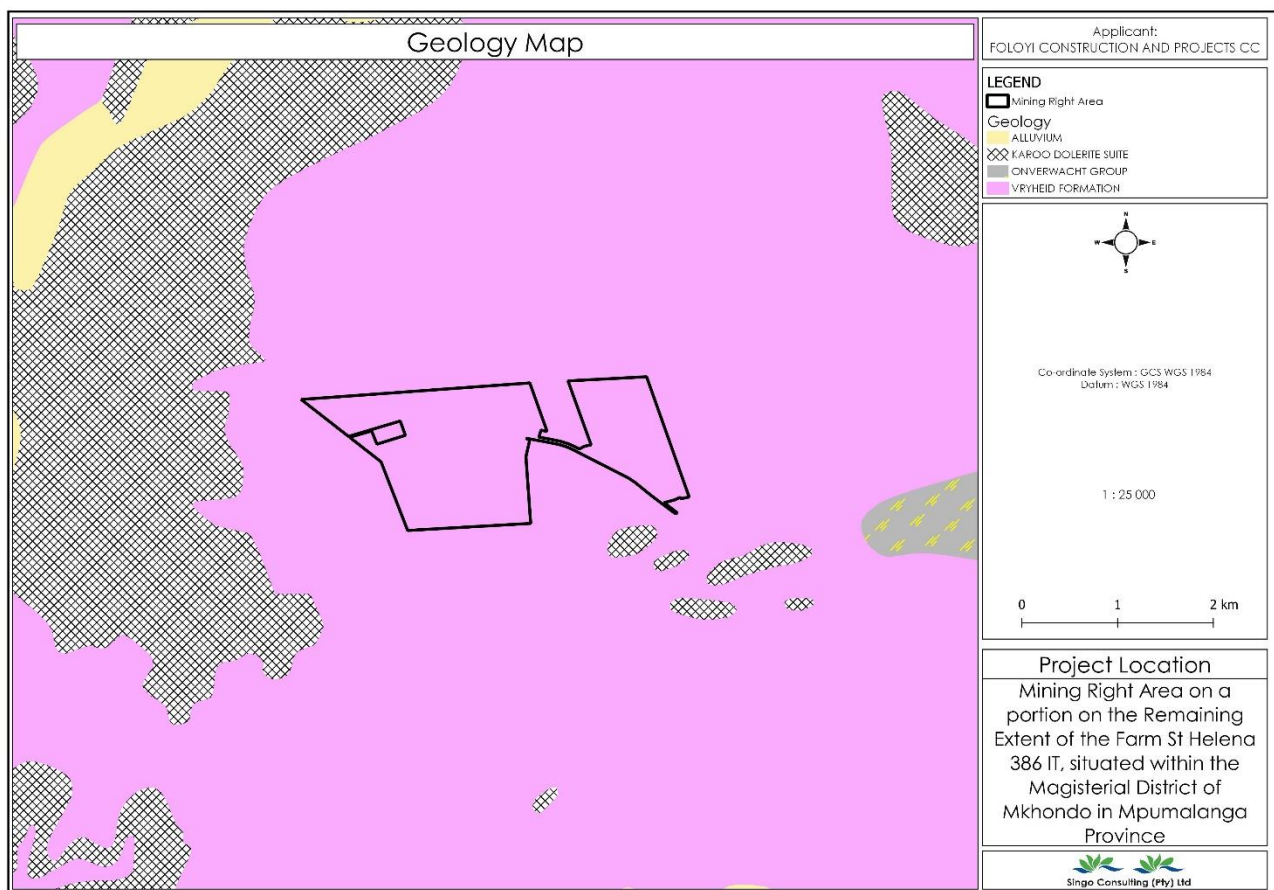 Geology Map
Applicant:
FOLOYI CONSTRUCTION AND PROJECTS CC
LEGEND
Mining Right Area
Geology
ALLUVIUM
KAROO DOLERITE SUITE
ONVERWACHT GROUP
VRYHEID FORMATION
N
W E
S
Co-ordinate System : GCS WGS 1984
Datum : WGS 1984
1 : 25 000
0 1 2 km
Project Location
Mining Right Area on a
portion on the Remaining
Extent of the Farm St Helena
386 IT, situated within the
Magisterial District of
Mkhondo in Mpumalanga
Province
Singo Consulting (Pty) Ltd